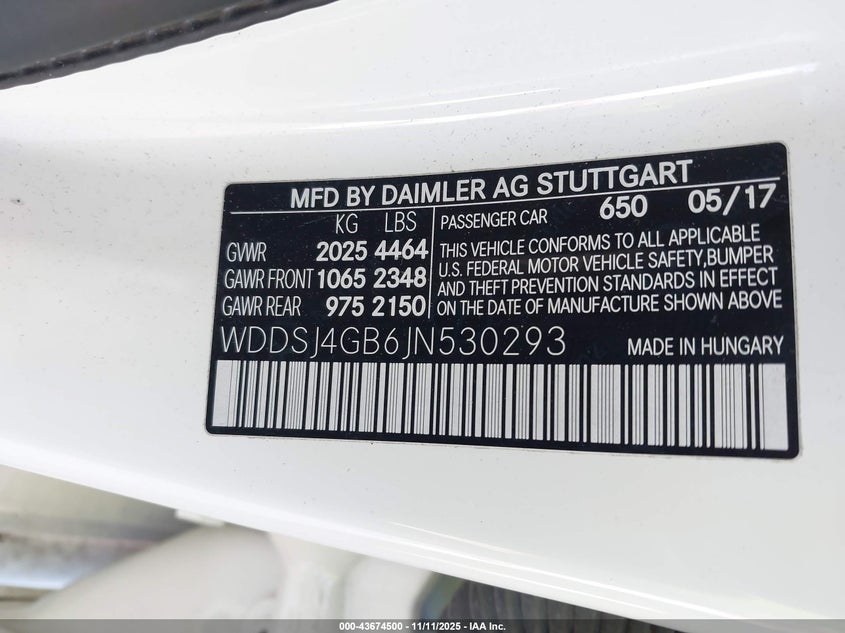 MFD BY DAIMLER AG STUTTGART
KG LBS
GVWR 2025 4464
GAWR FRONT 1065 2348
GAWR REAR 975 2150
PASSENGER CAR 650 05/17
THIS VEHICLE CONFORMS TO ALL APPLICABLE
U.S. FEDERAL MOTOR VEHICLE SAFETY,BUMPER
AND THEFT PREVENTION STANDARDS IN EFFECT
ON THE DATE OF MANUFACTURE SHOWN ABOVE
WDDSJ4GB6JN530293 MADE IN HUNGARY
000-43674500 - 11/11/2025 - IAA Inc.